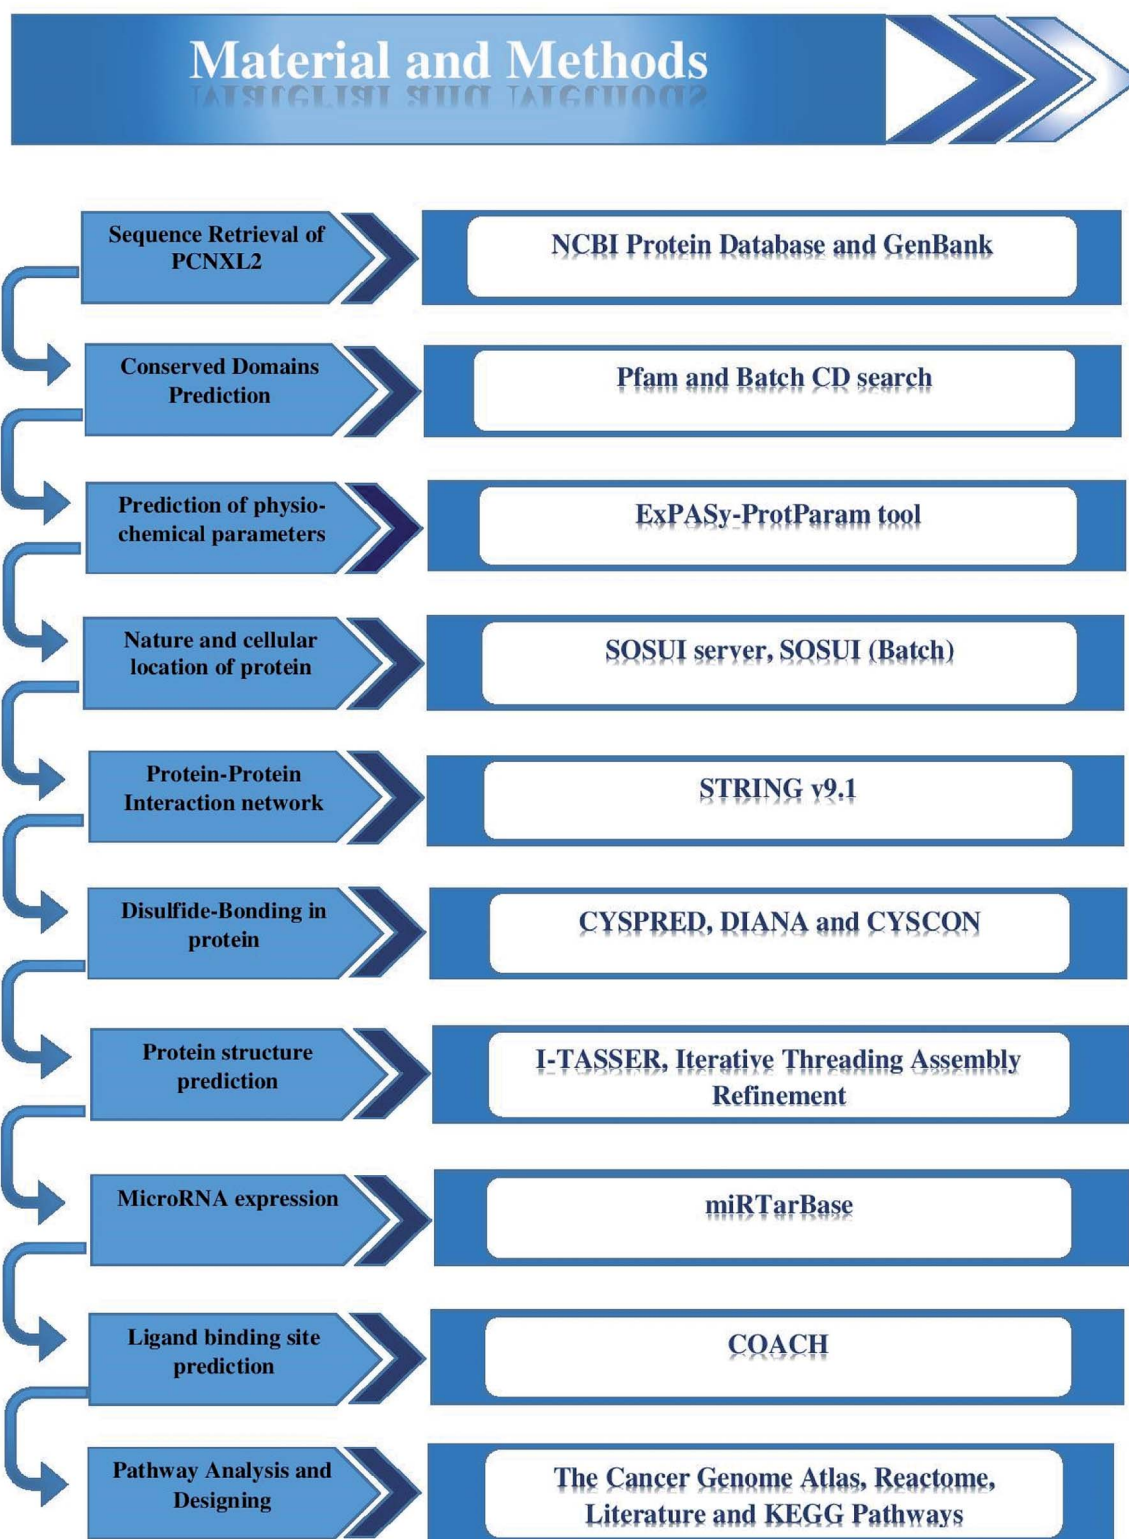 Material and Methods
Sequence Retrieval of
PCNXL2
NCBI Protein Database and GenBank
Conserved Domains
Prediction
Pfam and Batch CD search
Prediction of physio-
chemical parameters
ExPASy-ProtParam tool
Nature and cellular
location of protein
SOSUI server, SOSUI (Batch)
Protein-Protein
Interaction network
STRING v9.1
Disulfide-Bonding in
protein
CYSPRED, DIANA and CYSCON
Protein structure
prediction
I-TASSER, Iterative Threading Assembly
Refinement
MicroRNA expression
miRTarBase
Ligand binding site
prediction
COACH
Pathway Analysis and
Designing
The Cancer Genome Atlas, Reactome,
Literature and KEGG Pathways